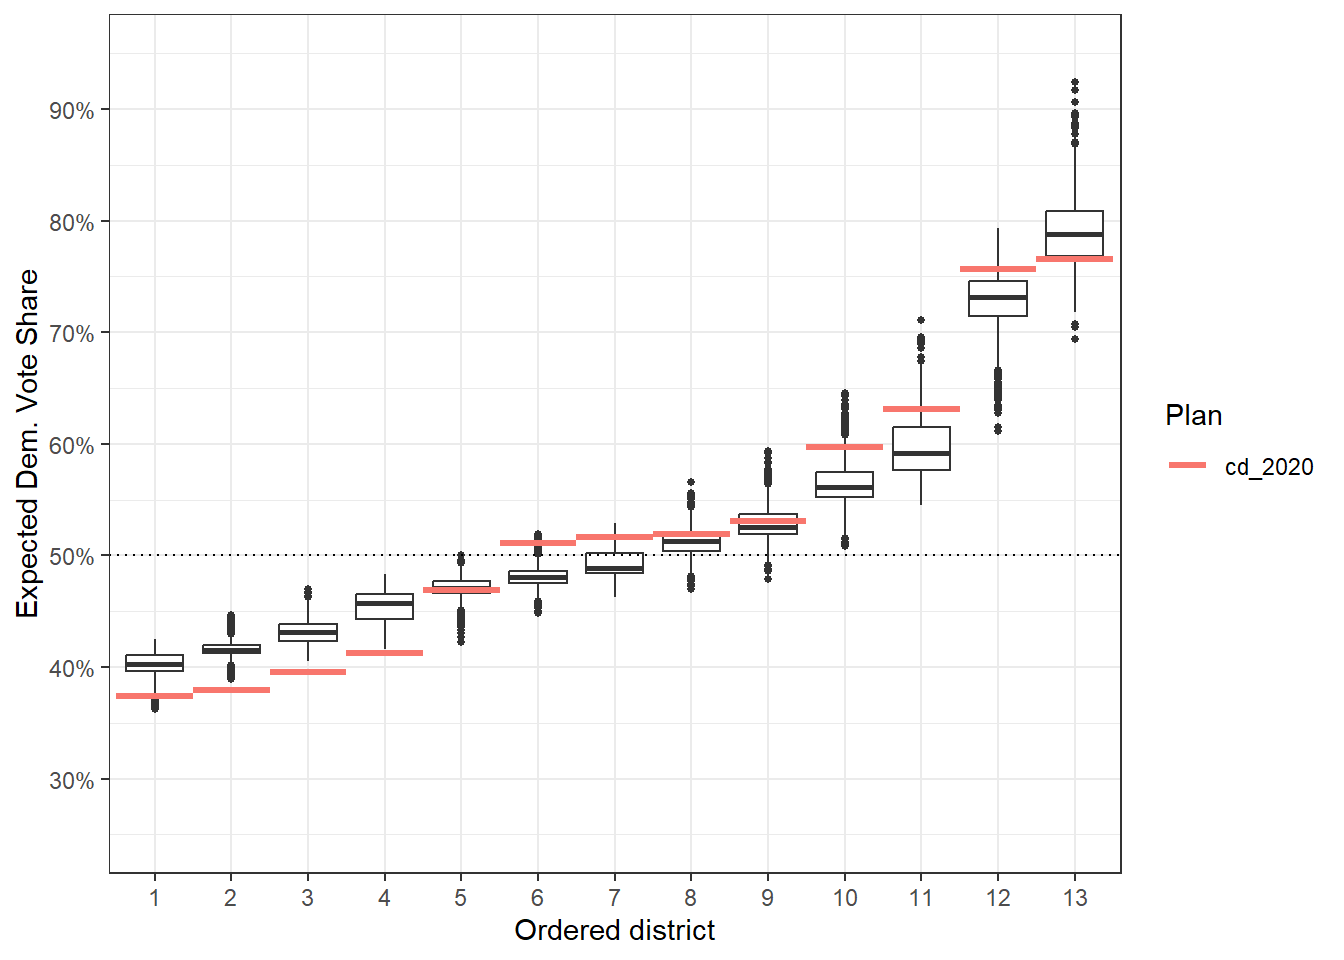 90%
80%
70%
60%
50%
40%
30%
Expected Dem. Vote Share
1 2 3 4 5 6 7 8 9 10 11 12 13
Ordered district
Plan
cd_2020